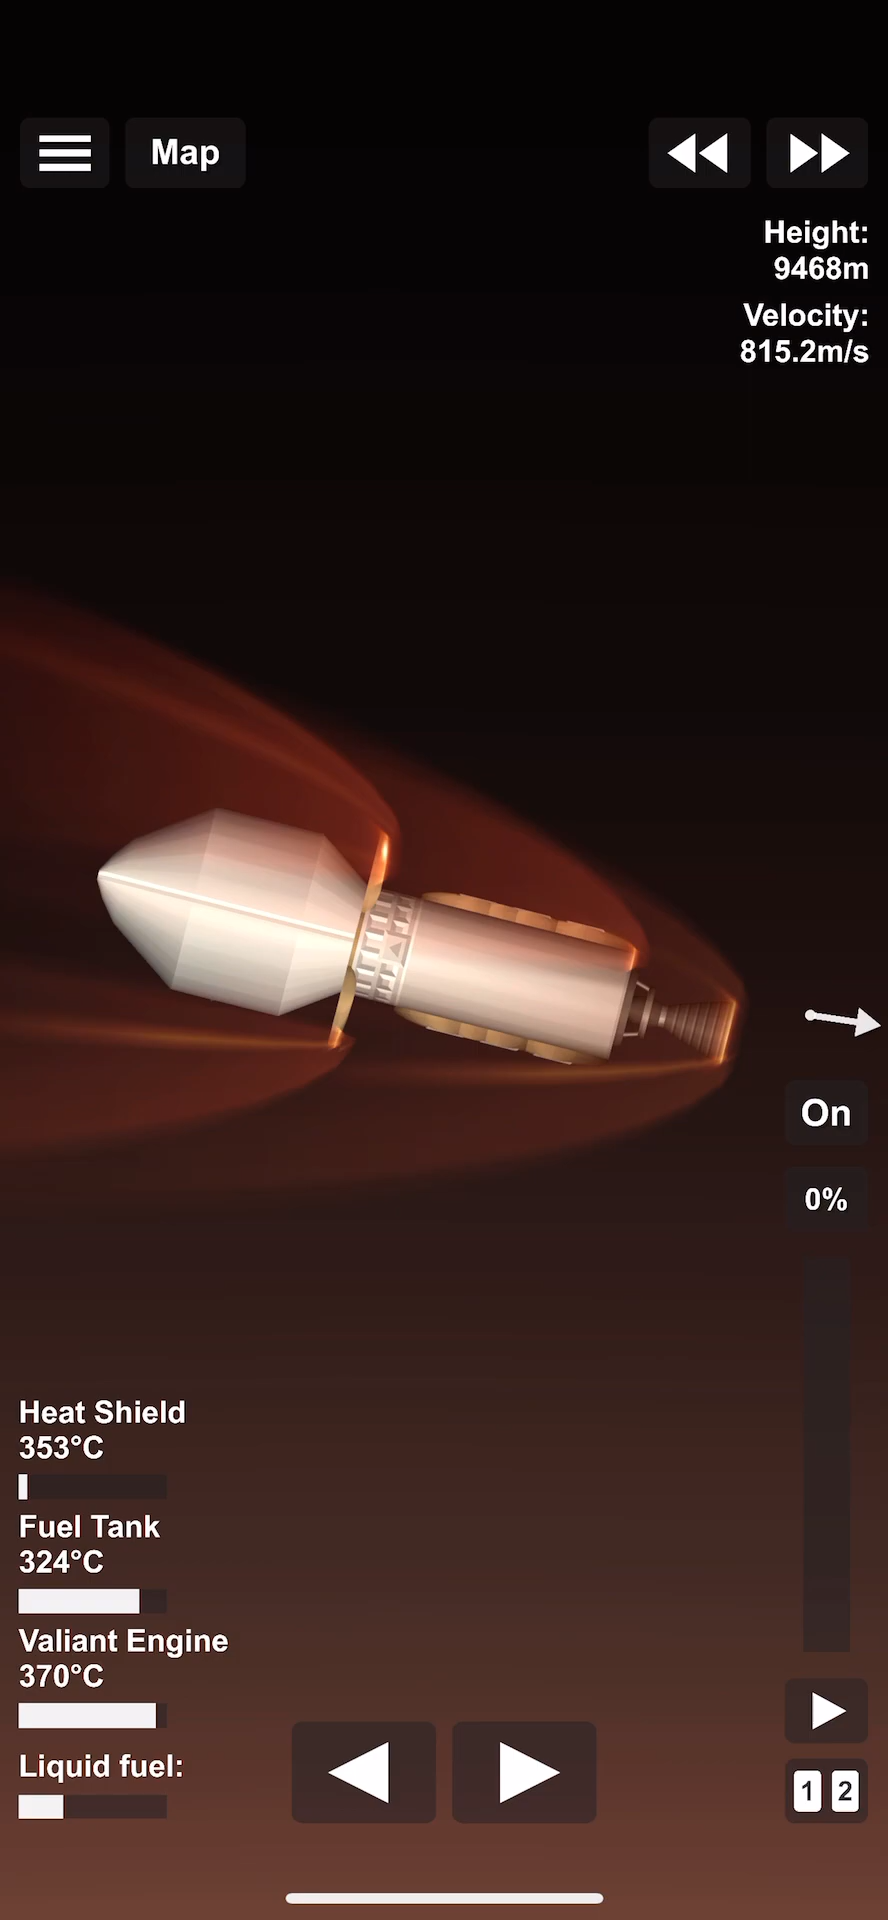 Map
Height:
9468m
Velocity:
815.2m/s
On
0%
Heat Shield
353°C
Fuel Tank
324°C
Valiant Engine
370°C
Liquid fuel:
1 2